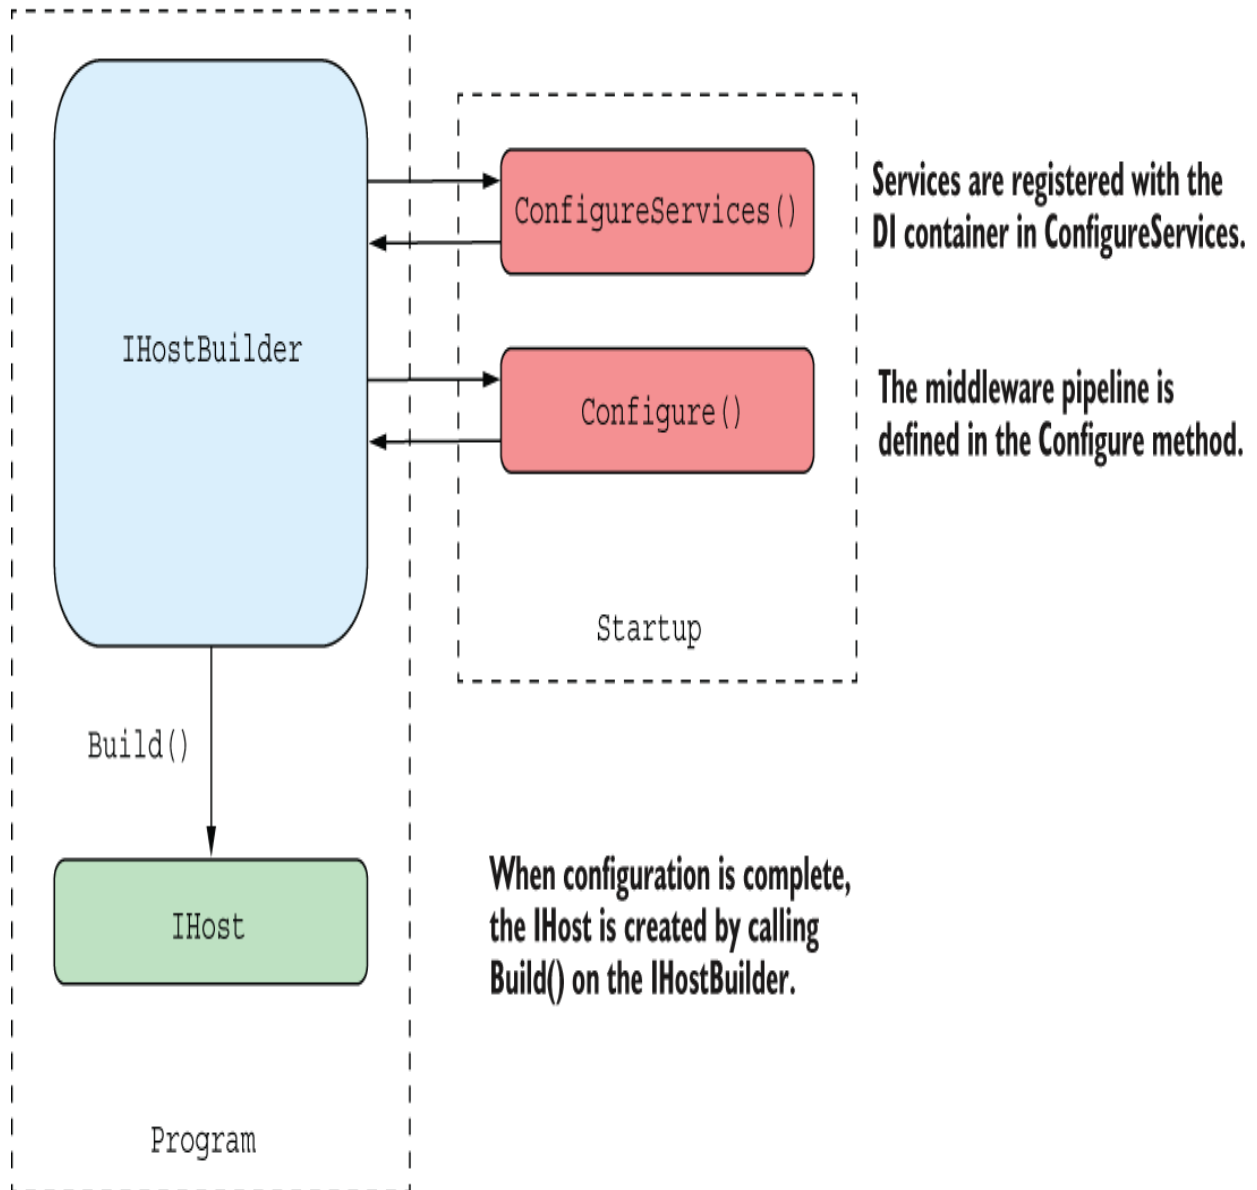 ConfigureServices()
Services are registered with the
DI container in ConfigureServices.
IHostBuilder
Configure()
The middleware pipeline is
defined in the Configure method.
Startup
Build()
IHost
When configuration is complete,
the IHost is created by calling
Build() on the IHostBuilder.
Program